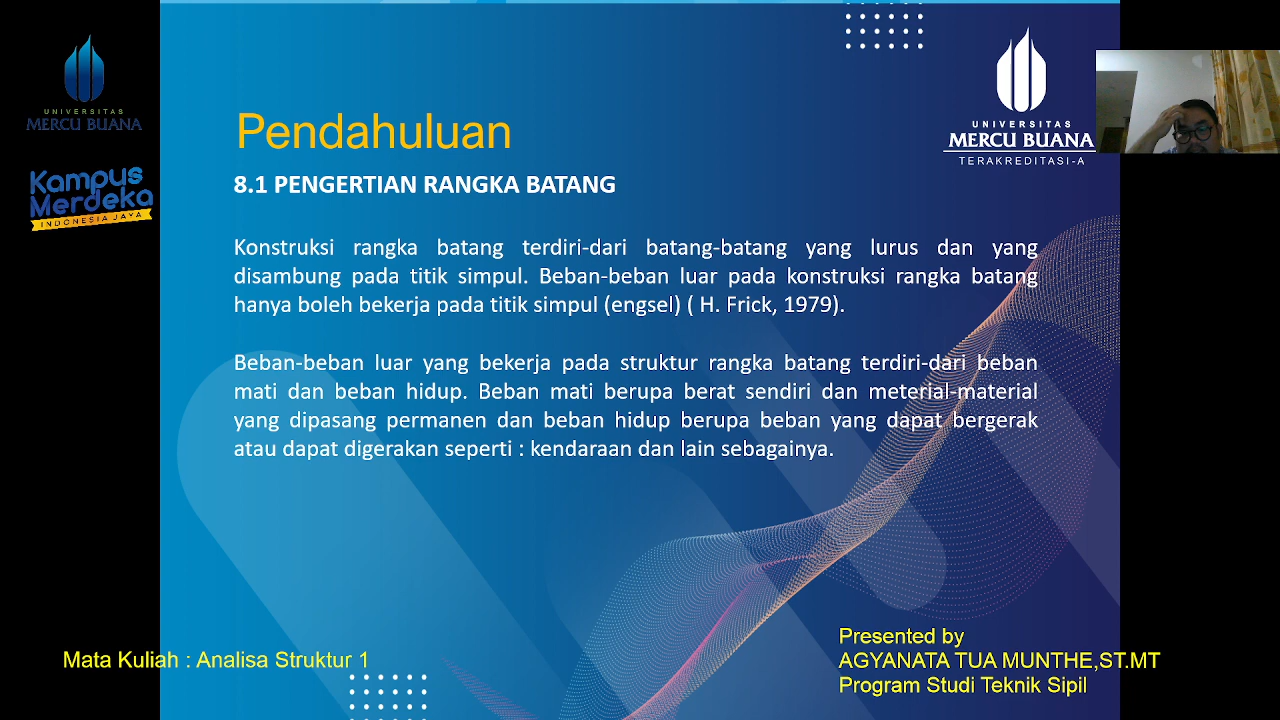 UNIVERSITAS
MERCU BUANA
Kampus
Merdeka
INDONESIA JAYA
UNIVERSITAS
MERCU BUANA
TERAKREDITASI-A
Pendahuluan
8.1 PENGERTIAN RANGKA BATANG
Konstruksi rangka batang terdiri-dari batang-batang yang lurus dan yang
disambung pada titik simpul. Beban-beban luar pada konstruksi rangka batang
hanya boleh bekerja pada titik simpul (engsel) ( H. Frick, 1979).
Beban-beban luar yang bekerja pada struktur rangka batang terdiri-dari beban
mati dan beban hidup. Beban mati berupa berat sendiri dan meterial-material
yang dipasang permanen dan beban hidup berupa beban yang dapat bergerak
atau dapat digerakan seperti : kendaraan dan lain sebagainya.
Mata Kuliah : Analisa Struktur 1
Presented by
AGYANATA TUA MUNTHE,ST.MT
Program Studi Teknik Sipil